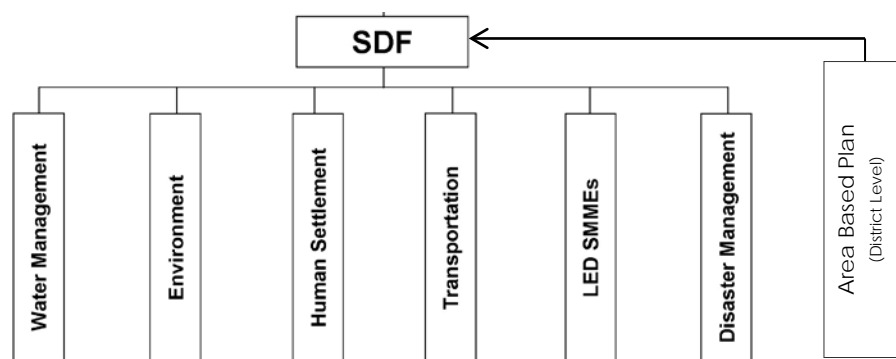 SDF
Water Management
Environment
Human Settlement
Transportation
LED SMMEs
Disaster Management
Area Based Plan
(District Level)